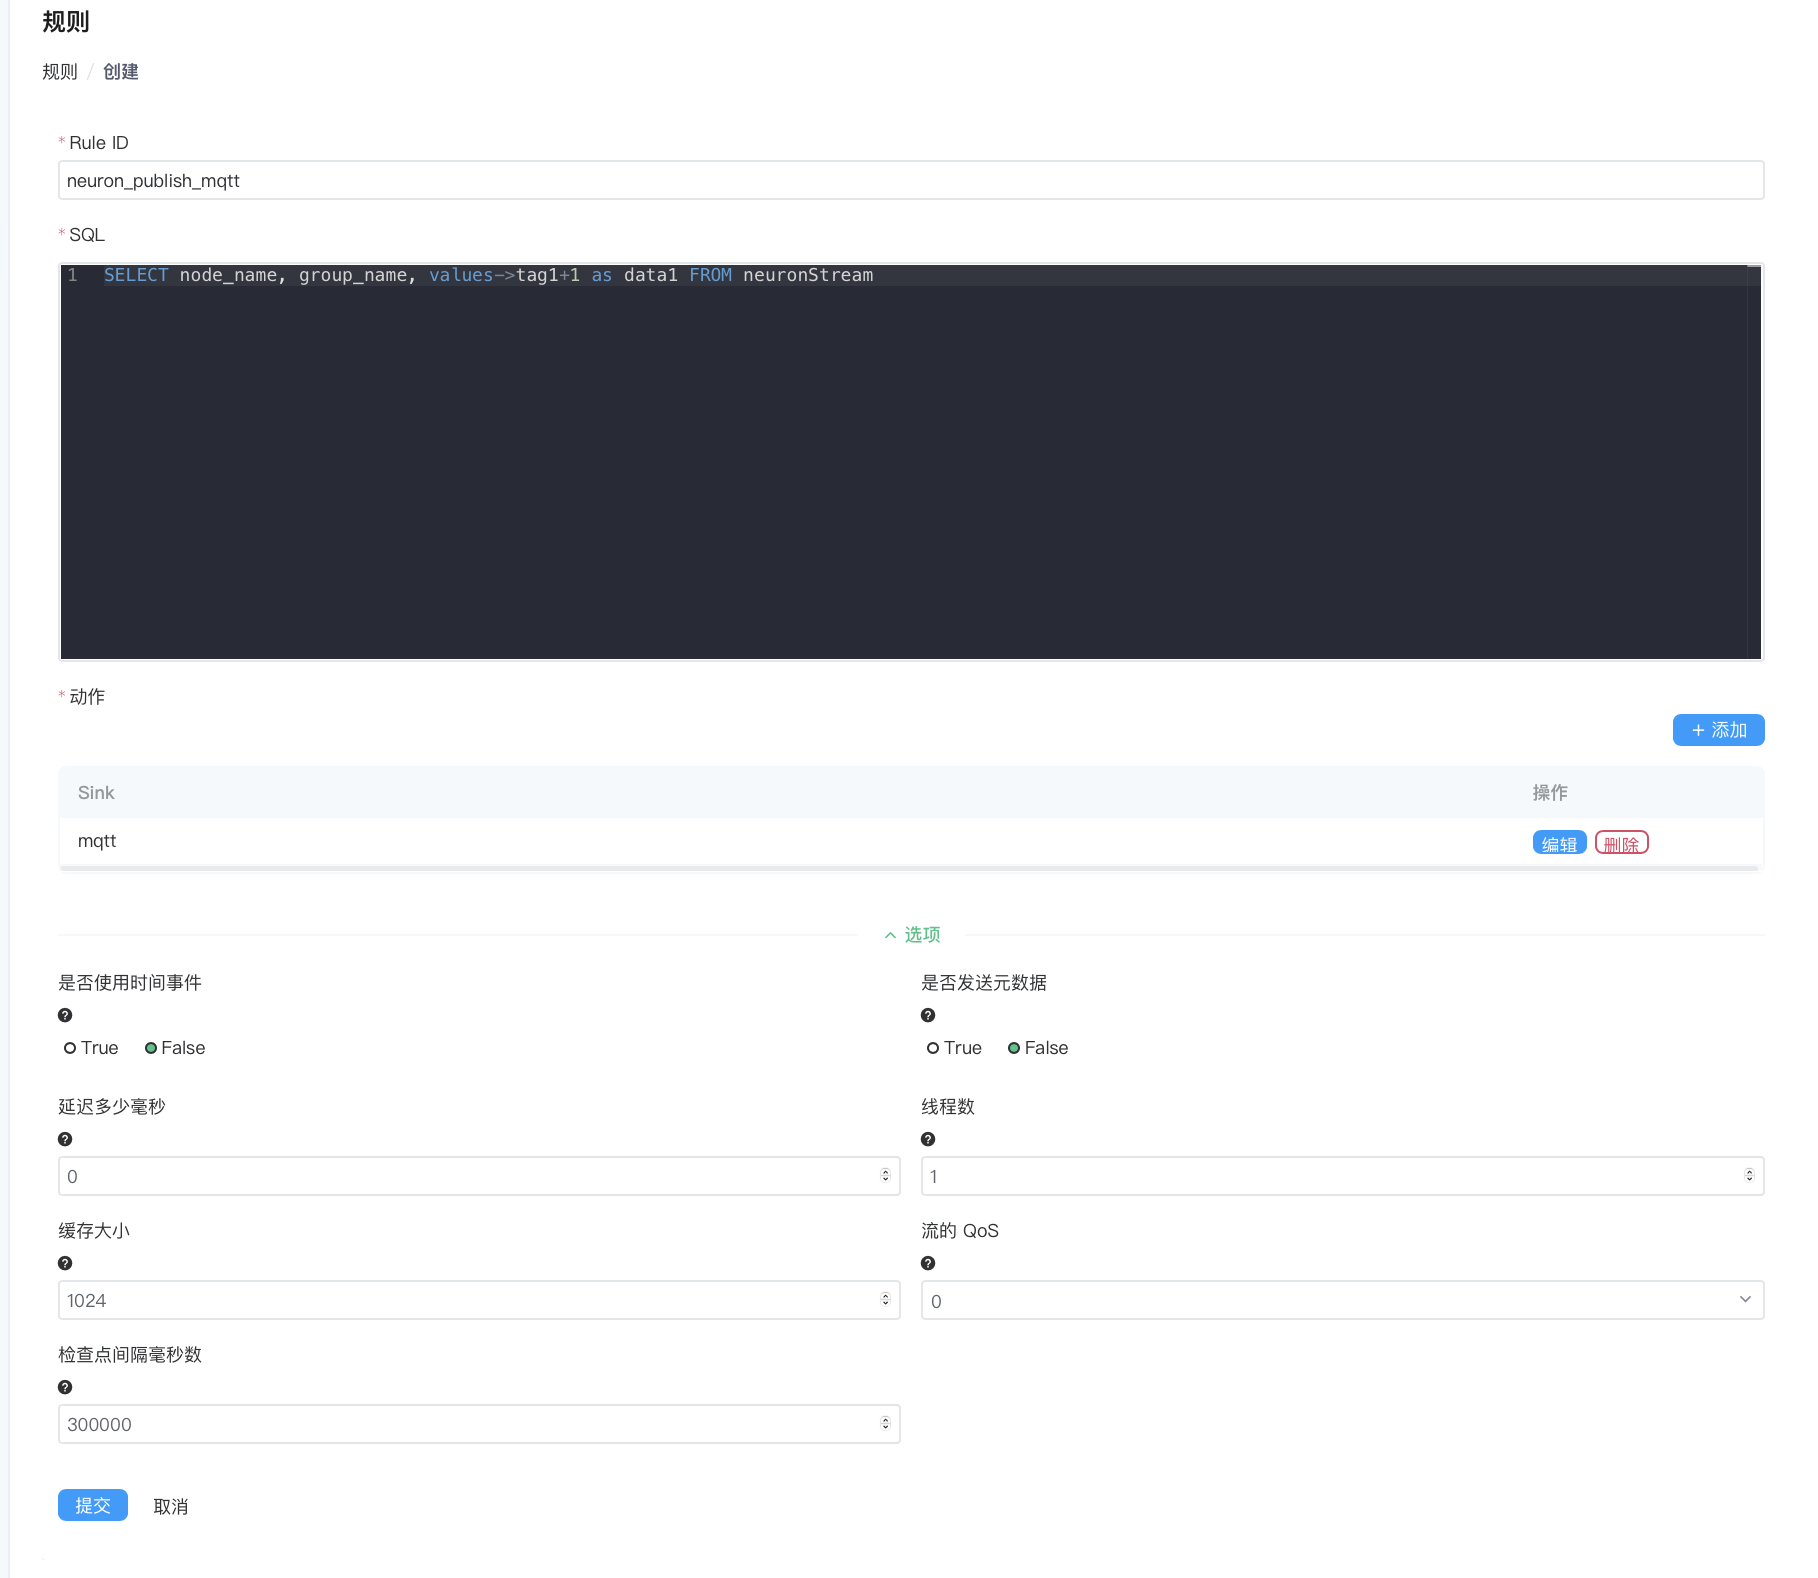 规则
规则 / 创建
* Rule ID
neuron_publish_mqtt
* SQL
1 SELECT node_name, group_name, values->tag1+1 as data1 FROM neuronStream
* 动作
+ 添加
Sink 操作
mqtt 编辑 删除
选项
是否使用时间事件 是否发送元数据
True False True False
延迟多少毫秒 线程数
0 1
缓存大小 流的 QoS
1024 0
检查点间隔毫秒数
300000
提交 取消